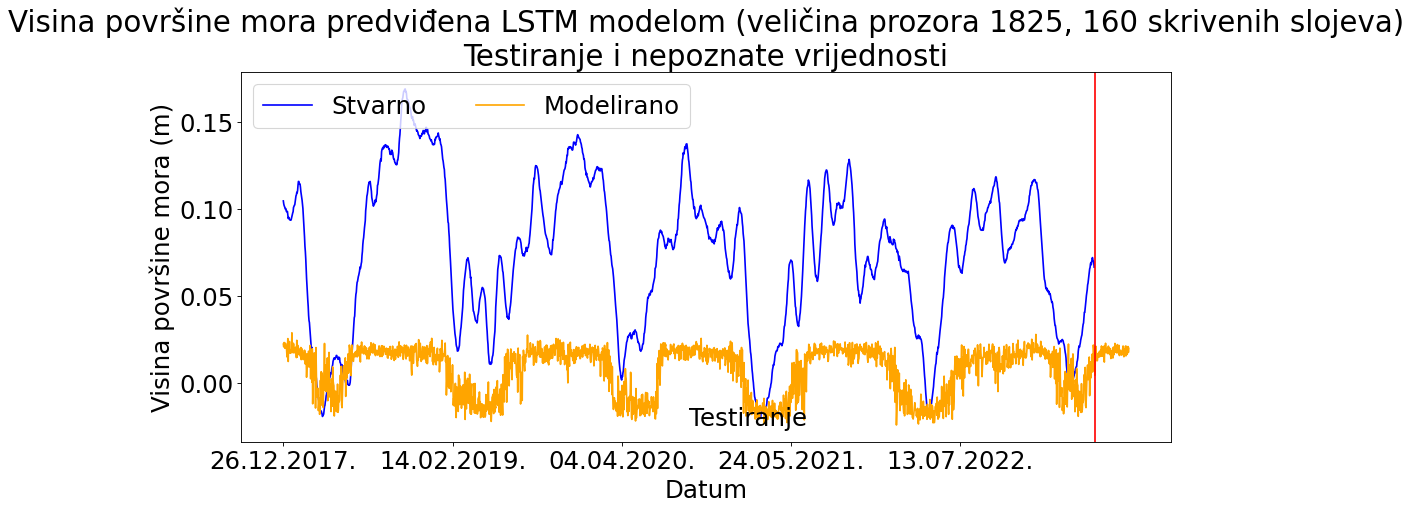 Visina površine mora predviđena LSTM modelom (veličina prozora 1825, 160 skrivenih slojeva)
Testiranje i nepoznate vrijednosti
Stvarno
Modelirano
Visina površine mora (m)
0.15
0.10
0.05
0.00
Testiranje
26.12.2017.
14.02.2019.
04.04.2020.
24.05.2021.
13.07.2022.
Datum